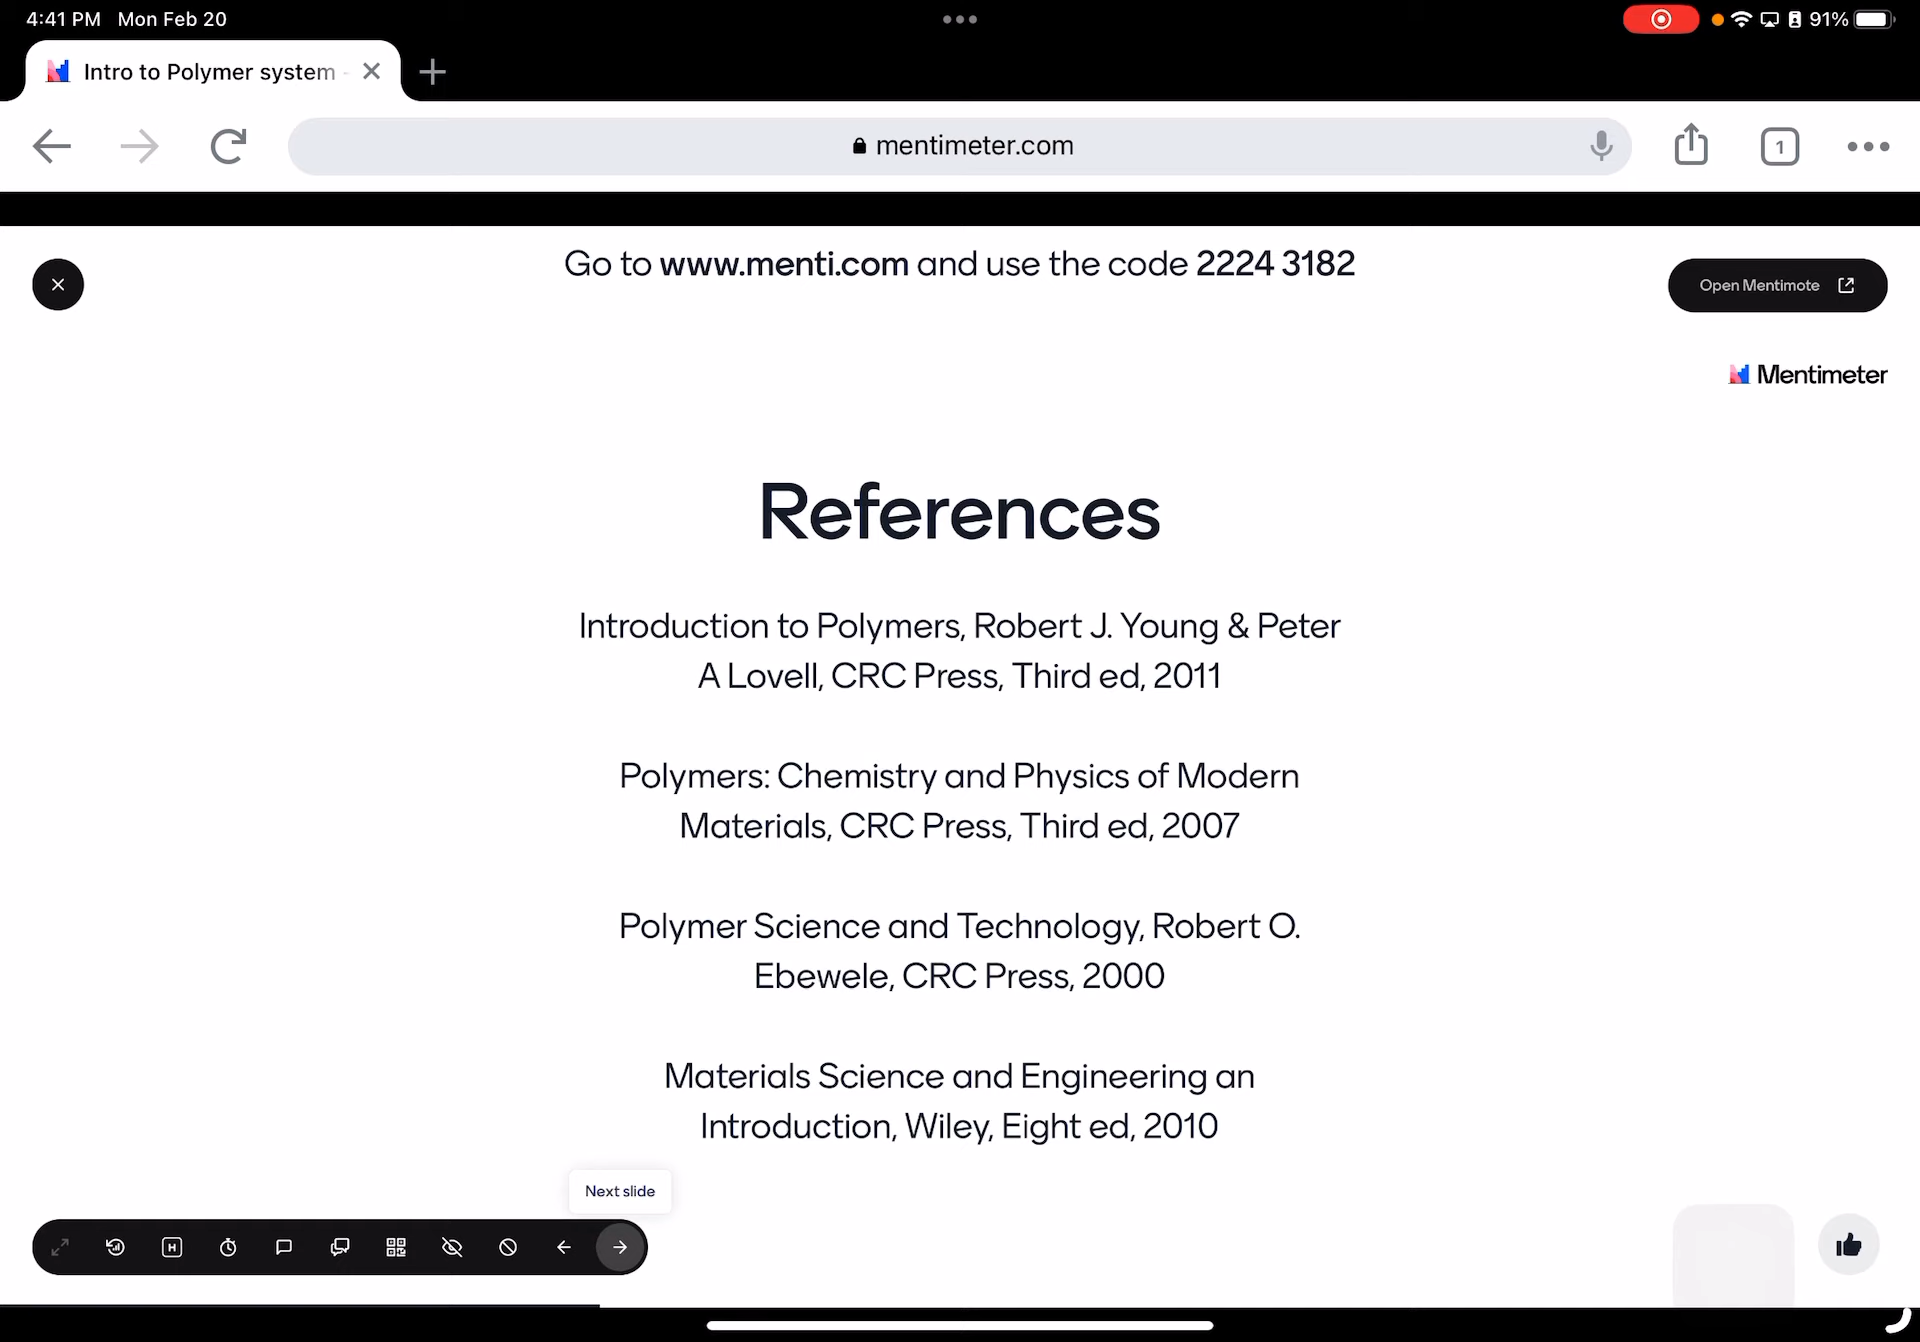 4:41 PM Mon Feb 20
91%
Intro to Polymer system -
mentimeter.com
1
Go to www.menti.com and use the code 2224 3182
Open Mentimote
Mentimeter
References
Introduction to Polymers, Robert J. Young & Peter
A Lovell, CRC Press, Third ed, 2011
Polymers: Chemistry and Physics of Modern
Materials, CRC Press, Third ed, 2007
Polymer Science and Technology, Robert O.
Ebewele, CRC Press, 2000
Materials Science and Engineering an
Introduction, Wiley, Eight ed, 2010
Next slide
H